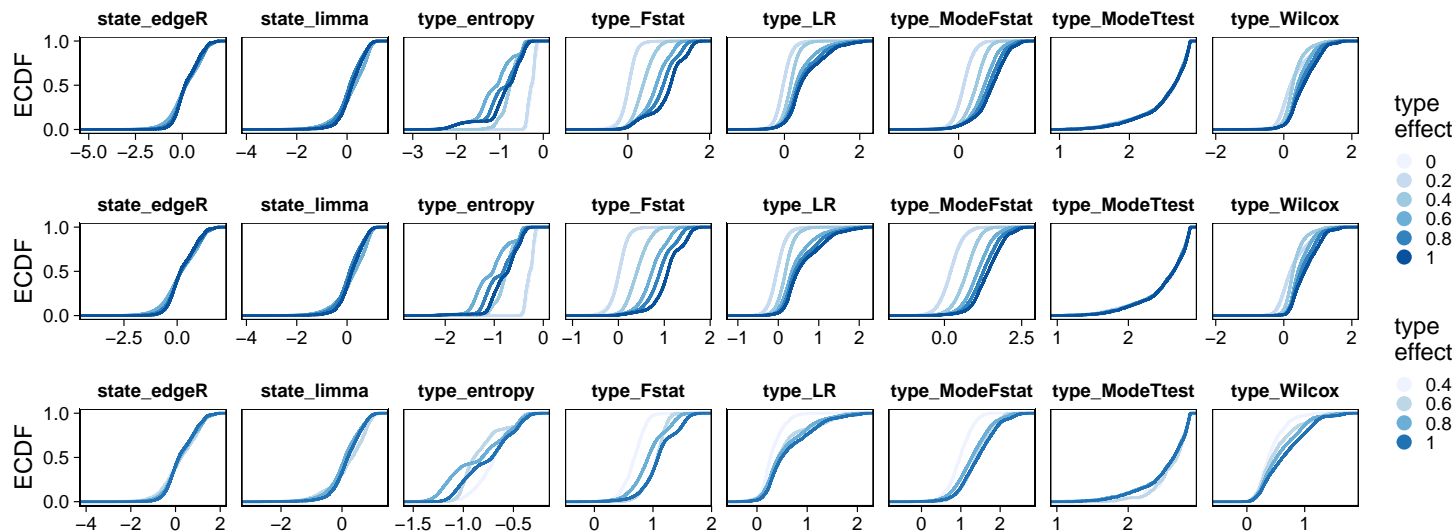 state_edgeR state_limma type_entropy type_Fstat type_LR type_ModeFstat type_ModeTtest type_Wilcox
ECDF
1.0
0.5
0.0
−5.0 −2.5 0.0 −4 −2 0 −3 −2 −1 0 0 2 0 2 0 1 2 −2 0 2
state_edgeR state_limma type_entropy type_Fstat type_LR type_ModeFstat type_ModeTtest type_Wilcox
ECDF
1.0
0.5
0.0
−2.5 0.0 −4 −2 0 −2 −1 0 −1 0 1 2 −1 0 1 2 0.0 2.5 1 2 −2 0 2
state_edgeR state_limma type_entropy type_Fstat type_LR type_ModeFstat type_ModeTtest type_Wilcox
ECDF
1.0
0.5
0.0
−4 −2 0 2 −4 −2 0 −1.5 −1.0 −0.5 0 1 2 0 1 2 0 1 2 1 2 0 1
type
effect
0
0.2
0.4
0.6
0.8
1
type
effect
0.4
0.6
0.8
1